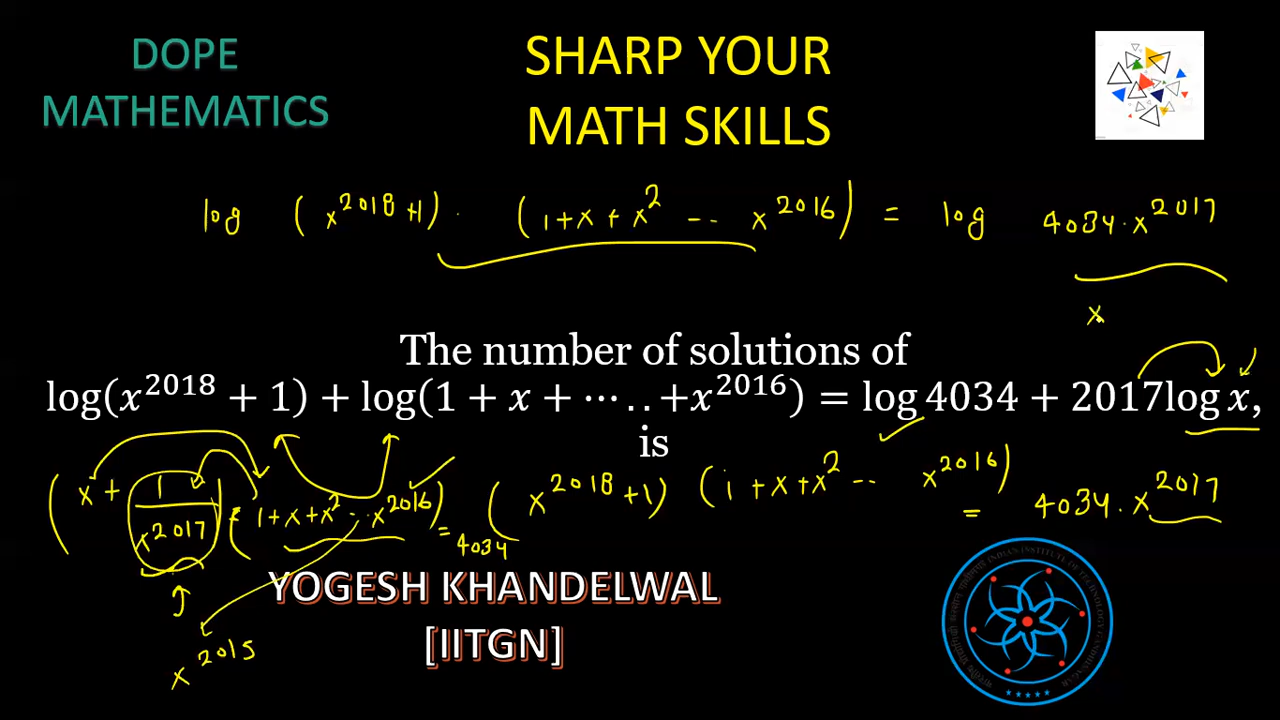 DOPE
MATHEMATICS
SHARP YOUR
MATH SKILLS
log (x^2018 +1) · (1+x+x^2 -- .. x^2016) = log 4034·x^2017
x
The number of solutions of
log(x^2018 + 1) + log(1 + x + ⋯ . . +x^2016) = log 4034 + 2017log x,
is
(x + 1/x^2017) (1+x+x^2 -.. x^2016) = 4034
(x^2018 +1) (1+x+x^2 -- .. x^2016) = 4034·x^2017
YOGESH KHANDELWAL
[IITGN]
x^2015